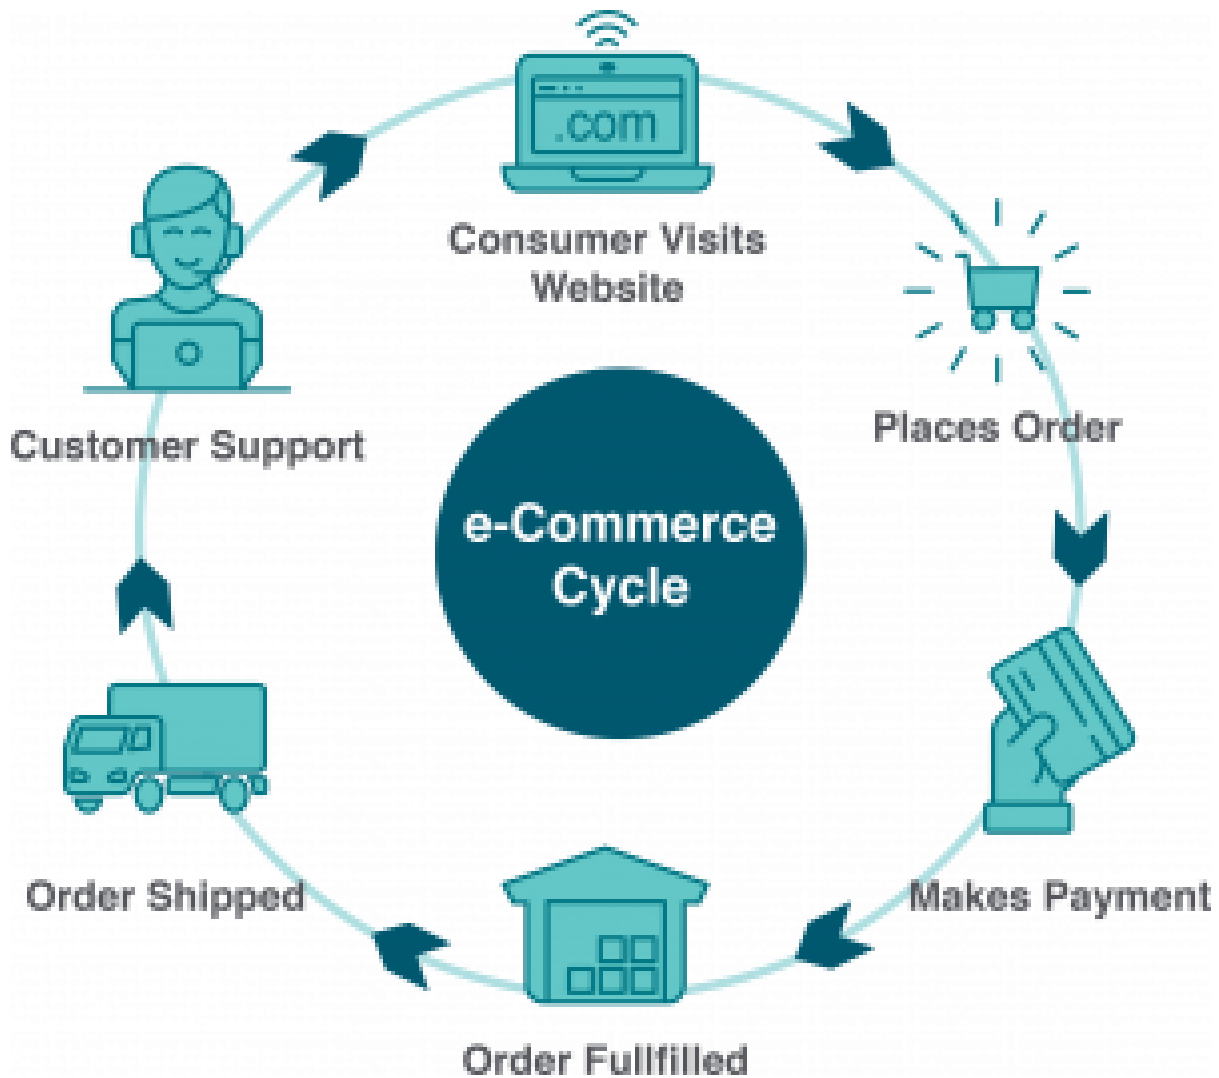 .com
Consumer Visits
Website
Places Order
Makes Payment
Order Fullfilled
Order Shipped
Customer Support
e-Commerce
Cycle